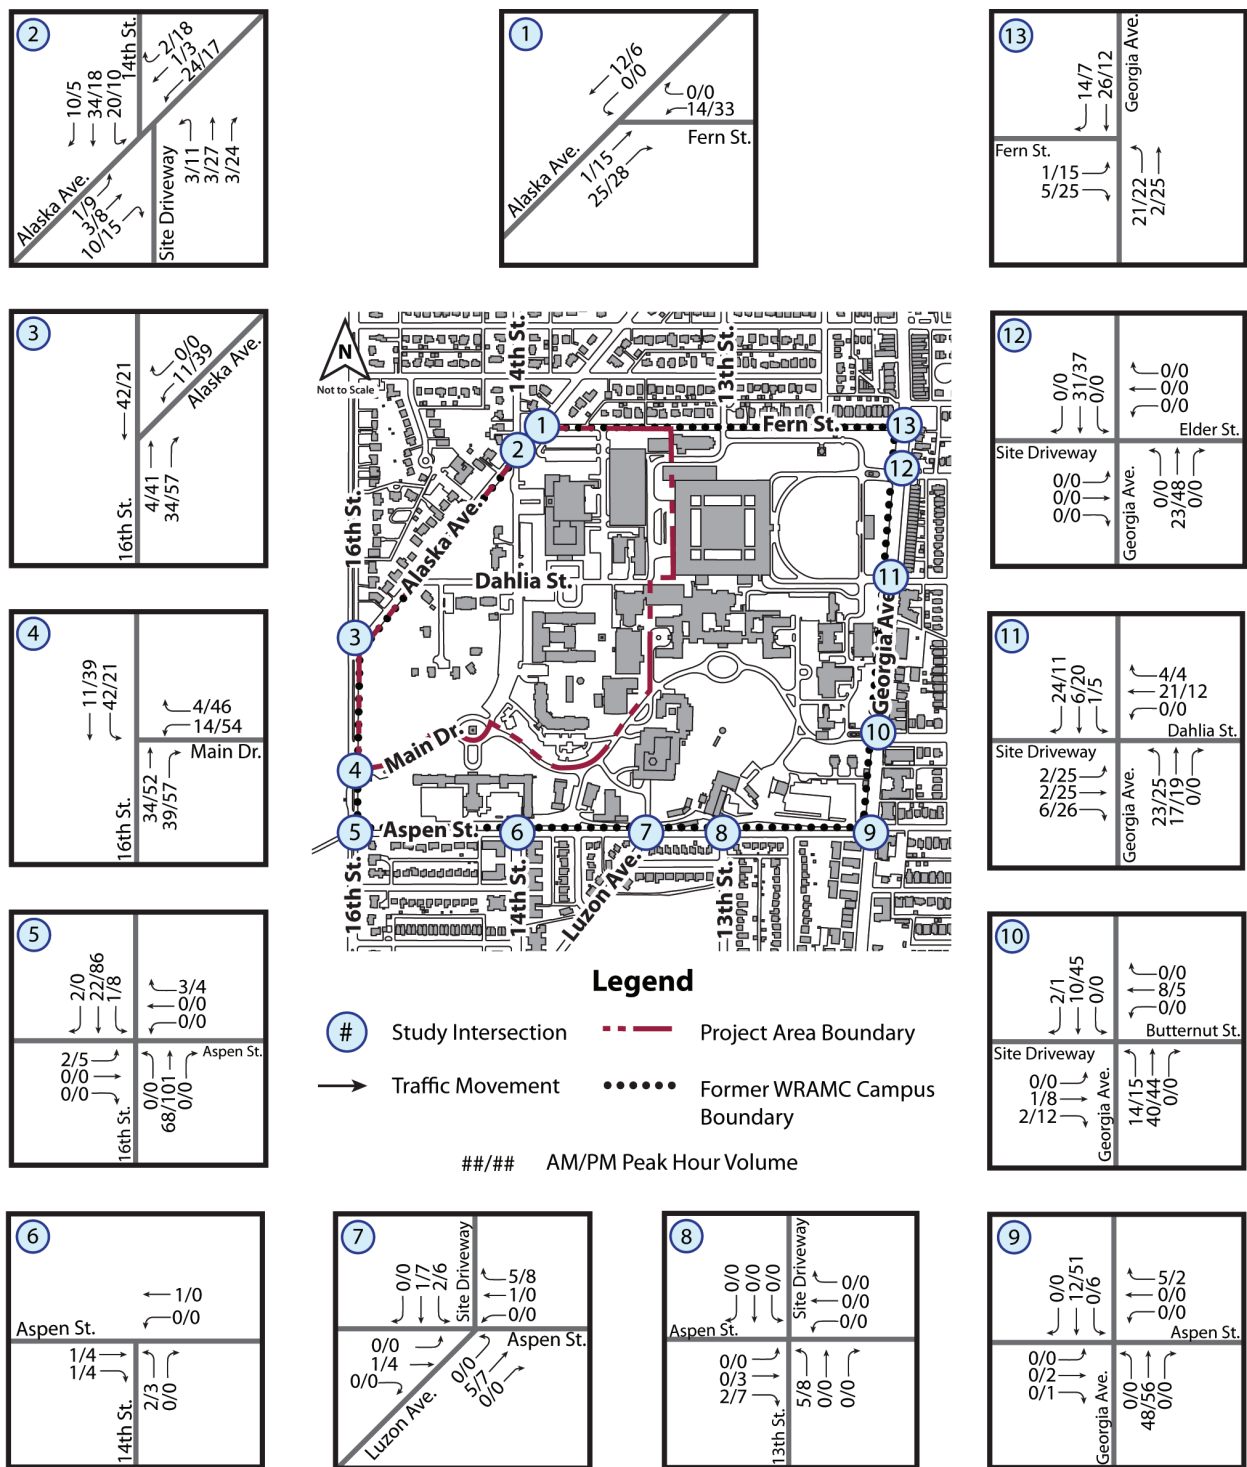 2
14th St.
2/18
1/3
24/17
10/5
34/18
20/10
Alaska Ave.
1/9
3/8
10/15
Site Driveway
3/11
3/27
3/24
1
12/6
0/0
0/0
14/33
Fern St.
Alaska Ave.
1/15
25/28
13
Georgia Ave.
14/7
26/12
Fern St.
1/15
5/25
21/22
2/25
3
42/21
0/0
11/39
Alaska Ave.
16th St.
4/41
34/57
12
0/0
31/37
0/0
0/0
0/0
0/0
Elder St.
Site Driveway
0/0
0/0
0/0
Georgia Ave.
0/0
23/48
0/0
4
11/39
42/21
4/46
14/54
Main Dr.
16th St.
34/52
39/57
11
24/11
6/20
1/5
4/4
21/12
0/0
Dahlia St.
Site Driveway
2/25
2/25
6/26
Georgia Ave.
23/25
17/19
0/0
5
2/0
22/86
1/8
3/4
0/0
0/0
Aspen St.
2/5
0/0
0/0
16th St.
0/0
68/101
0/0
10
2/1
10/45
0/0
0/0
8/5
0/0
Butternut St.
Site Driveway
0/0
1/8
2/12
Georgia Ave.
14/15
40/44
0/0
N
Not to Scale
14th St.
13th St.
1
Fern St.
13
2
12
16th St.
Alaska Ave.
Dahlia St.
11
3
Georgia Ave.
10
Main Dr.
4
5
Aspen St.
6
7
8
9
16th St.
14th St.
Luzon Ave.
13th St.
Legend
# Study Intersection
Project Area Boundary
Traffic Movement
Former WRAMC Campus
Boundary
##/## AM/PM Peak Hour Volume
6
1/0
0/0
Aspen St.
1/4
1/4
14th St.
2/3
0/0
7
0/0
1/7
2/6
Site Driveway
5/8
1/0
0/0
Aspen St.
0/0
1/4
0/0
Luzon Ave.
0/0
5/7
0/0
8
0/0
0/0
0/0
Site Driveway
0/0
0/0
0/0
Aspen St.
0/0
0/3
2/7
13th St.
5/8
0/0
0/0
9
0/0
12/51
0/6
5/2
0/0
0/0
Aspen St.
0/0
0/2
0/1
Georgia Ave.
0/0
48/56
0/0